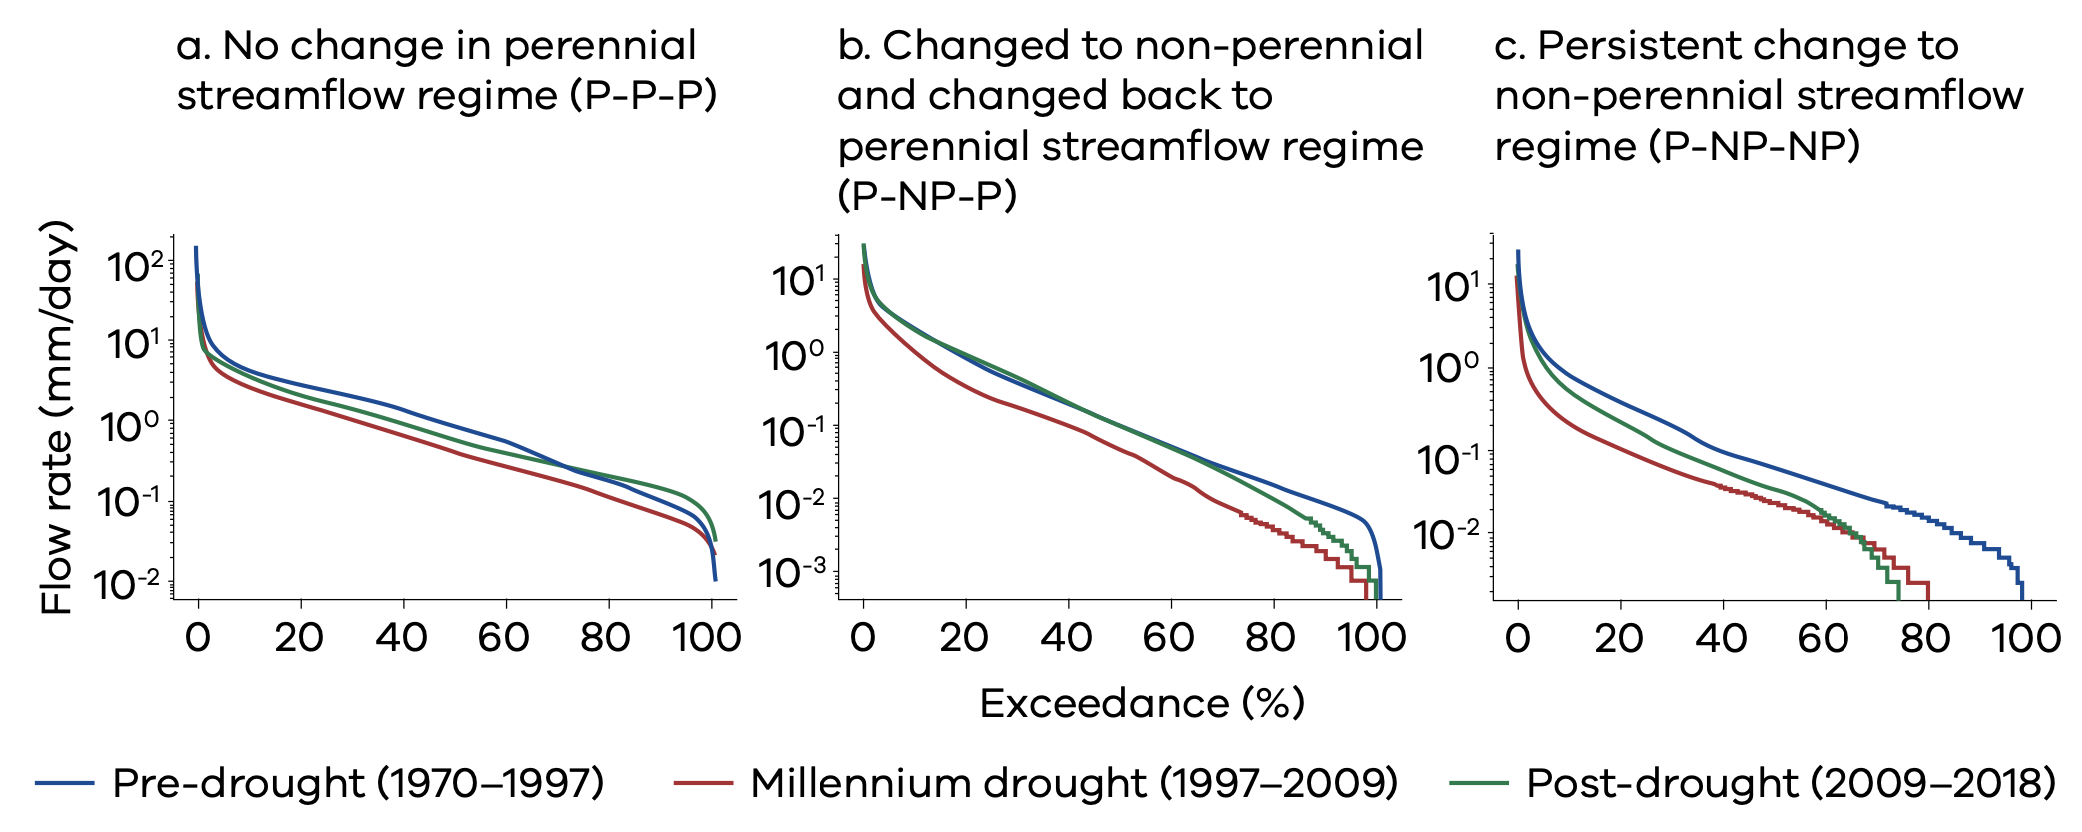 a. No change in perennial
streamflow regime (P-P-P)
b. Changed to non-perennial
and changed back to
perennial streamflow regime
(P-NP-P)
c. Persistent change to
non-perennial streamflow
regime (P-NP-NP)
Flow rate (mm/day)
10²
10¹
10⁰
10⁻¹
10⁻²
0 20 40 60 80 100
10¹
10⁰
10⁻¹
10⁻²
10⁻³
0 20 40 60 80 100
10¹
10⁰
10⁻¹
10⁻²
0 20 40 60 80 100
Exceedance (%)
Pre-drought (1970–1997) Millennium drought (1997–2009) Post-drought (2009–2018)